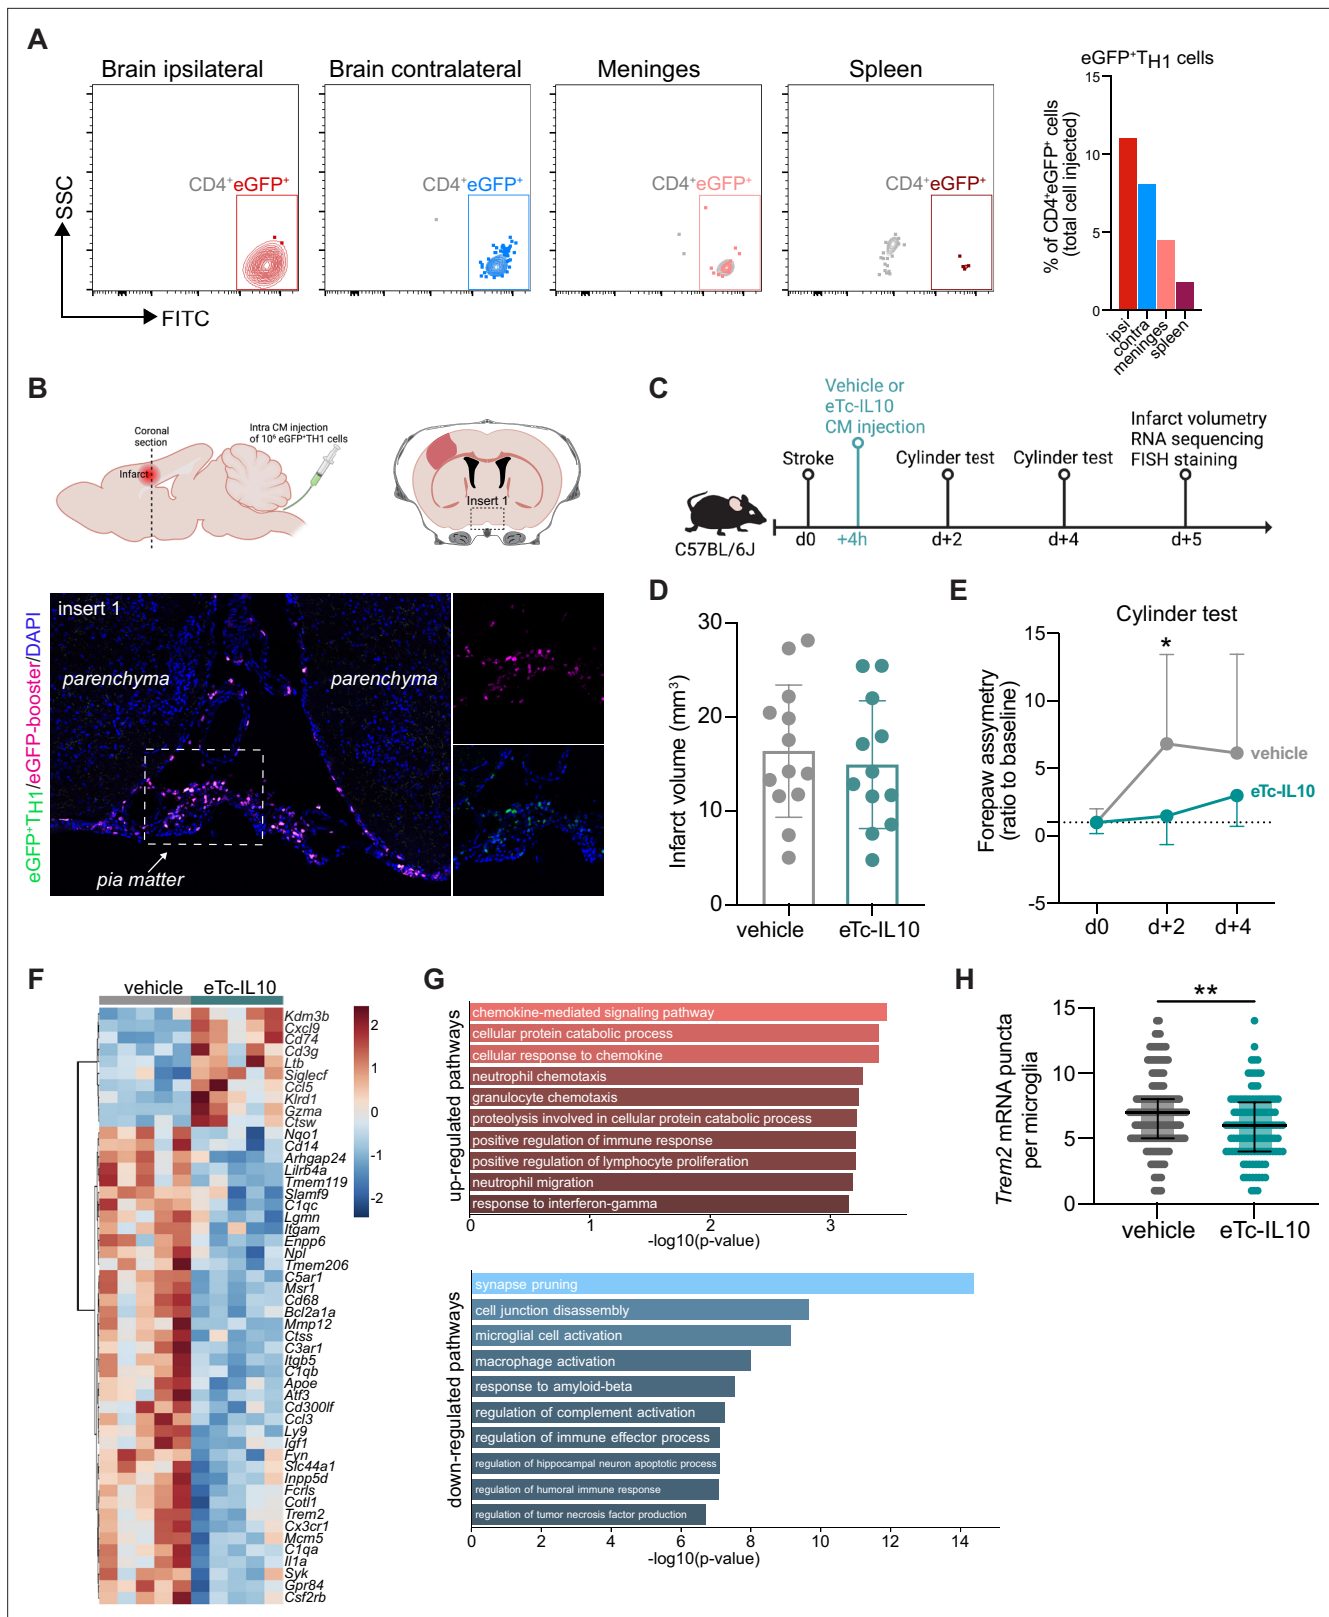 A
Brain ipsilateral
Brain contralateral
Meninges
Spleen
CD4+eGFP+
CD4+eGFP+
CD4+eGFP+
CD4+eGFP+
SSC
FITC
eGFP+TH1 cells
% of CD4+eGFP+ cells
(total cell injected)
15
10
5
0
ipsi
contra
meninges
spleen
B
Coronal
section
Infarct
Intra CM injection
of 10⁶ eGFP+TH1 cells
Insert 1
eGFP+TH1/eGFP-booster/DAPI
insert 1
parenchyma
parenchyma
pia matter
C
Vehicle or
eTc-IL10
CM injection
Stroke
Cylinder test
Cylinder test
Infarct volumetry
RNA sequencing
FISH staining
C57BL/6J
d0
+4h
d+2
d+4
d+5
D
Infarct volume (mm³)
30
20
10
0
vehicle
eTc-IL10
E
Cylinder test
Forepaw assymetry
(ratio to baseline)
15
10
5
0
-5
*
vehicle
eTc-IL10
d0
d+2
d+4
F
vehicle
eTc-IL10
Kdm3b
Cxcl9
Cd74
Cd3g
Ltb
Siglecf
Ccl5
Klrd1
Gzma
Ctsw
Nqo1
Cd14
Arhgap24
Lilrb4a
Tmem119
Slamf9
C1qc
Lgmn
Itgam
Enpp6
Npl
Tmem206
C5ar1
Msr1
Cd68
Bcl2a1a
Mmp12
Ctss
C3ar1
Itgb5
C1qb
Apoe
Atf3
Cd300lf
Ccl3
Ly9
Igf1
Fyn
Slc44a1
Inpp5d
Fcrls
Cotl1
Trem2
Cx3cr1
Mcm5
C1qa
Il1a
Syk
Gpr84
Csf2rb
2
1
0
-1
-2
G
up-regulated pathways
chemokine-mediated signaling pathway
cellular protein catabolic process
cellular response to chemokine
neutrophil chemotaxis
granulocyte chemotaxis
proteolysis involved in cellular protein catabolic process
positive regulation of immune response
positive regulation of lymphocyte proliferation
neutrophil migration
response to interferon-gamma
0
1
2
3
-log10(p-value)
down-regulated pathways
synapse pruning
cell junction disassembly
microglial cell activation
macrophage activation
response to amyloid-beta
regulation of complement activation
regulation of immune effector process
regulation of hippocampal neuron apoptotic process
regulation of humoral immune response
regulation of tumor necrosis factor production
0
2
4
6
8
10
12
14
-log10(p-value)
H
**
Trem2 mRNA puncta
per microglia
15
10
5
0
vehicle
eTc-IL10